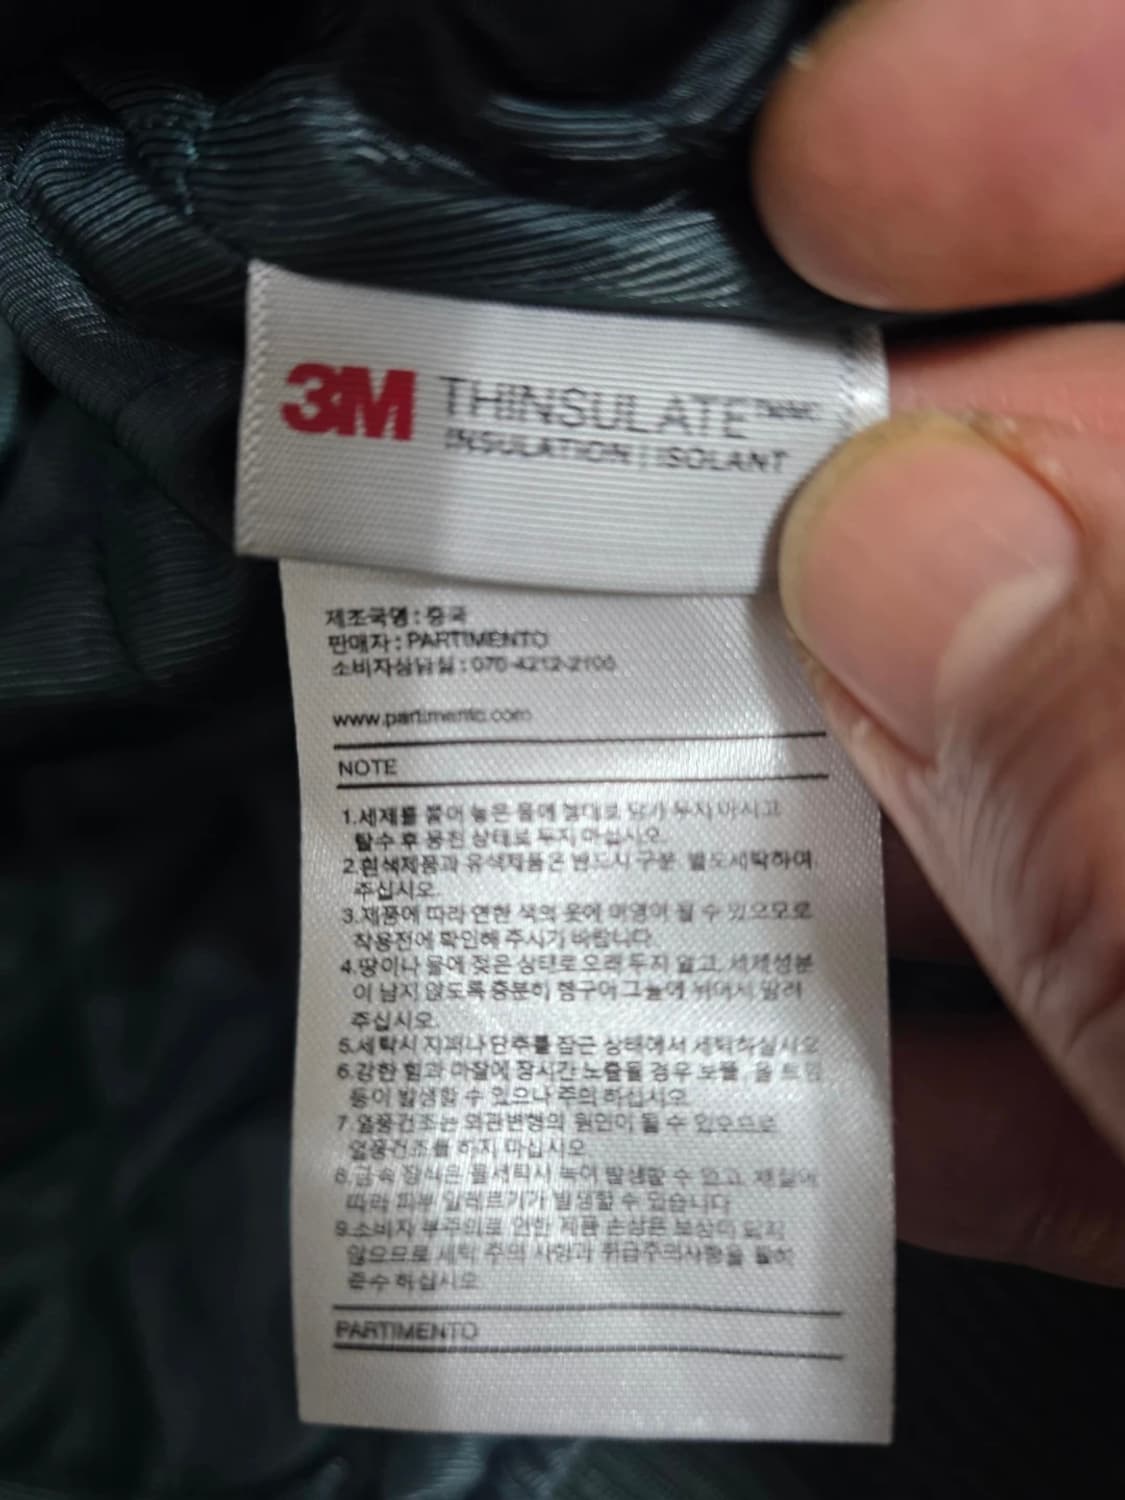 3M THINSULATE
INSULATION | ISOLANT
제조국명 : 중국
판매자 : PARTIMENTO
소비자상담실 : 070-4212-2105
www.partimento.com
NOTE
1.세제를 풀어 놓은 물에 절대로 담가 두지 마시고
탈수 후 뭉친 상태로 두지 마십시오.
2.흰색제품과 유색제품은 반드시 구분 별도세탁하여
주십시오.
3.제품에 따라 연한 색의 옷에 이염이 될 수 있으므로
착용전에 확인해 주시기 바랍니다.
4.땀이나 물에 젖은 상태로 오래 두지 말고, 세제성분
이 남지 않도록 충분히 헹구어 그늘에 뉘어서 말려
주십시오.
5.세탁시 지퍼나 단추를 잠근 상태에서 세탁하십시오
6.강한 힘과 마찰에 장시간 노출될 경우 보풀, 올 트임
등이 발생할 수 있으니 주의 하십시오.
7.열풍건조는 외관변형의 원인이 될 수 있으므로
열풍건조를 하지 마십시오.
8.금속 장식은 물세탁시 녹이 발생할 수 있고, 체질에
따라 피부 알레르기가 발생할 수 있습니다.
9.소비자 부주의로 인한 제품 손상은 보상이 되지
않으므로 세탁 주의 사항과 취급주의사항을 필히
준수 하십시오.
PARTIMENTO